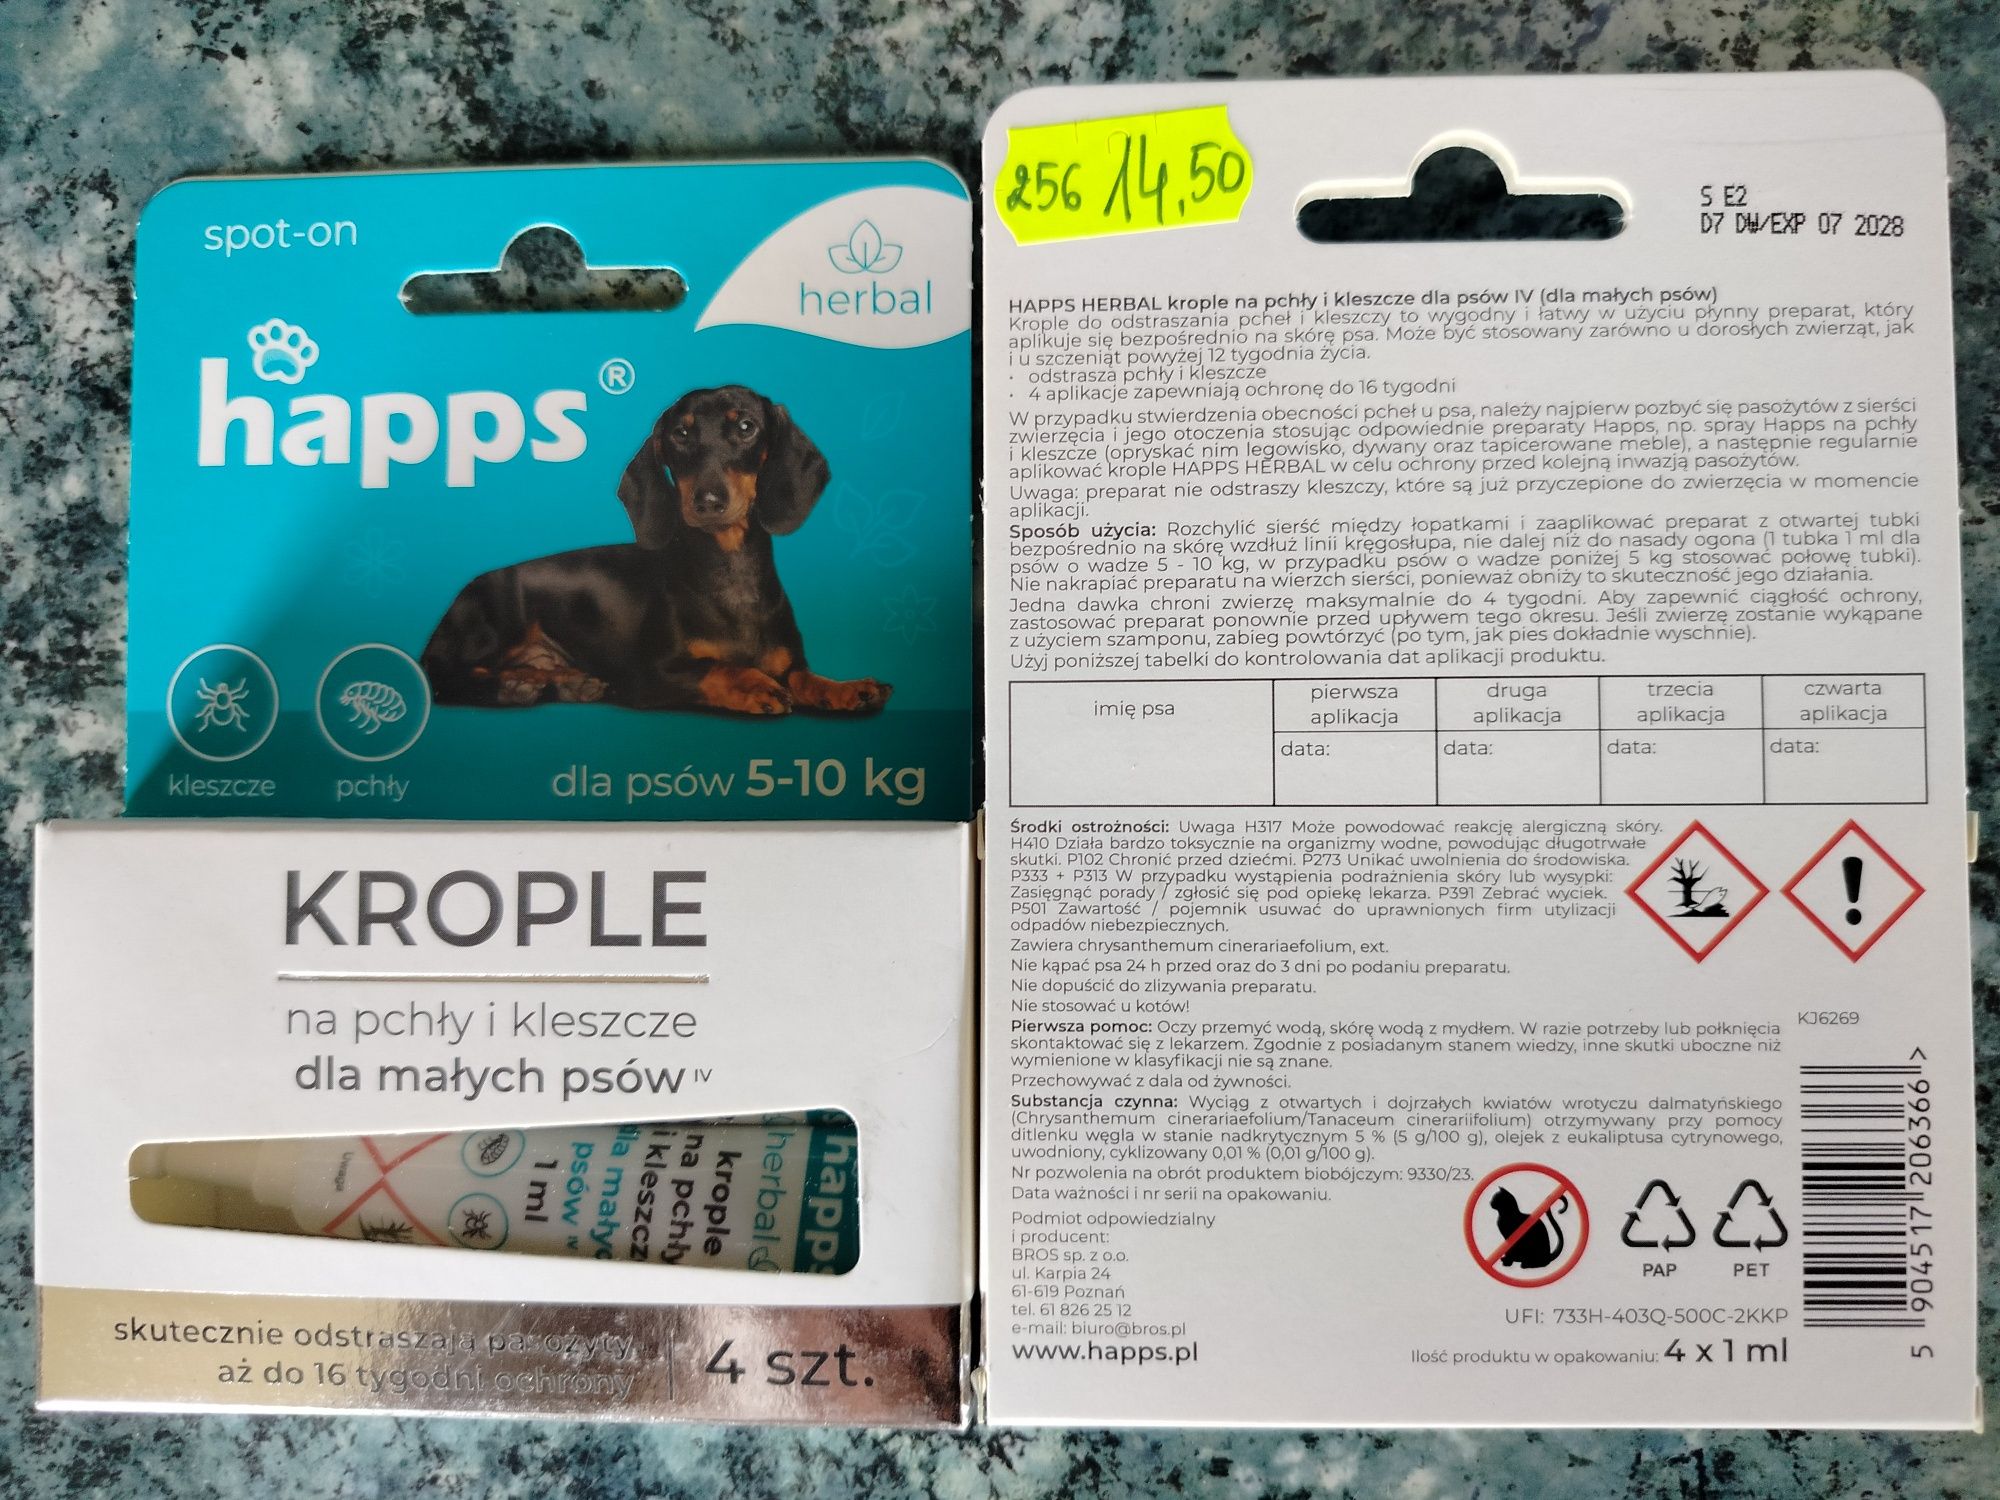 spot-on
herbal
happs®
kleszcze
pchły
dla psów 5-10 kg
KROPLE
na pchły i kleszcze
dla małych psów IV
happs
herbal
krople
na pchły
i kleszcz
dla małyc
psów IV
1 ml
Uwaga
skutecznie odstraszają pasożyty
aż do 16 tygodni ochrony
4 szt.
256 14,50
S E2
D7 DW/EXP 07 2028
HAPPS HERBAL krople na pchły i kleszcze dla psów IV (dla małych psów)
Krople do odstraszania pcheł i kleszczy to wygodny i łatwy w użyciu płynny preparat, który
aplikuje się bezpośrednio na skórę psa. Może być stosowany zarówno u dorosłych zwierząt, jak
i u szczeniąt powyżej 12 tygodnia życia.
• odstrasza pchły i kleszcze
• 4 aplikacje zapewniają ochronę do 16 tygodni
W przypadku stwierdzenia obecności pcheł u psa, należy najpierw pozbyć się pasożytów z sierści
zwierzęcia i jego otoczenia stosując odpowiednie preparaty Happs, np. spray Happs na pchły
i kleszcze (opryskać nim legowisko, dywany oraz tapicerowane meble), a następnie regularnie
aplikować krople HAPPS HERBAL w celu ochrony przed kolejną inwazją pasożytów.
Uwaga: preparat nie odstraszy kleszczy, które są już przyczepione do zwierzęcia w momencie
aplikacji.
Sposób użycia: Rozchylić sierść między łopatkami i zaaplikować preparat z otwartej tubki
bezpośrednio na skórę wzdłuż linii kręgosłupa, nie dalej niż do nasady ogona (1 tubka 1 ml dla
psów o wadze 5 - 10 kg, w przypadku psów o wadze poniżej 5 kg stosować połowę tubki).
Nie nakrapiać preparatu na wierzch sierści, ponieważ obniży to skuteczność jego działania.
Jedna dawka chroni zwierzę maksymalnie do 4 tygodni. Aby zapewnić ciągłość ochrony,
zastosować preparat ponownie przed upływem tego okresu. Jeśli zwierzę zostanie wykąpane
z użyciem szamponu, zabieg powtórzyć (po tym, jak pies dokładnie wyschnie).
Użyj poniższej tabelki do kontrolowania dat aplikacji produktu.
imię psa
pierwsza aplikacja
druga aplikacja
trzecia aplikacja
czwarta aplikacja
data:
data:
data:
data:
Środki ostrożności: Uwaga H317 Może powodować reakcję alergiczną skóry.
H410 Działa bardzo toksycznie na organizmy wodne, powodując długotrwałe
skutki. P102 Chronić przed dziećmi. P273 Unikać uwolnienia do środowiska.
P333 + P313 W przypadku wystąpienia podrażnienia skóry lub wysypki:
Zasięgnąć porady / zgłosić się pod opiekę lekarza. P391 Zebrać wyciek.
P501 Zawartość / pojemnik usuwać do uprawnionych firm utylizacji
odpadów niebezpiecznych.
Zawiera chrysanthemum cinerariaefolium, ext.
Nie kąpać psa 24 h przed oraz do 3 dni po podaniu preparatu.
Nie dopuścić do zlizywania preparatu.
Nie stosować u kotów!
Pierwsza pomoc: Oczy przemyć wodą, skórę wodą z mydłem. W razie potrzeby lub połknięcia
skontaktować się z lekarzem. Zgodnie z posiadanym stanem wiedzy, inne skutki uboczne niż
wymienione w klasyfikacji nie są znane.
Przechowywać z dala od żywności.
Substancja czynna: Wyciąg z otwartych i dojrzałych kwiatów wrotyczu dalmatyńskiego
(Chrysanthemum cinerariaefolium/Tanaceum cinerariifolium) otrzymywany przy pomocy
ditlenku węgla w stanie nadkrytycznym 5 % (5 g/100 g), olejek z eukaliptusa cytrynowego,
uwodniony, cyklizowany 0,01 % (0,01 g/100 g).
Nr pozwolenia na obrót produktem biobójczym: 9330/23.
Data ważności i nr serii na opakowaniu.
Podmiot odpowiedzialny
i producent:
BROS sp. z o.o.
ul. Karpia 24
61-619 Poznań
tel. 61 826 25 12
e-mail: biuro@bros.pl
www.happs.pl
KJ6269
PAP
PET
UFI: 733H-403Q-500C-2KKP
Ilość produktu w opakowaniu: 4 x 1 ml
5 904517 206366 >